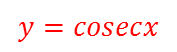 y = cosecx